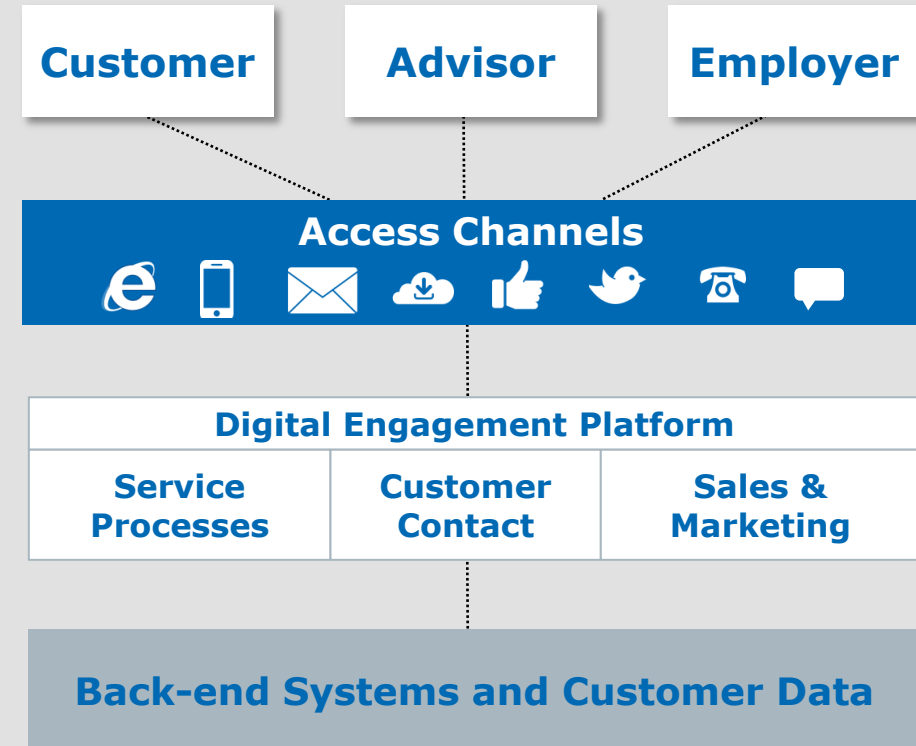 Customer
Advisor
Employer
Access Channels
Digital Engagement Platform
Service
Processes
Customer
Contact
Sales &
Marketing
Back-end Systems and Customer Data